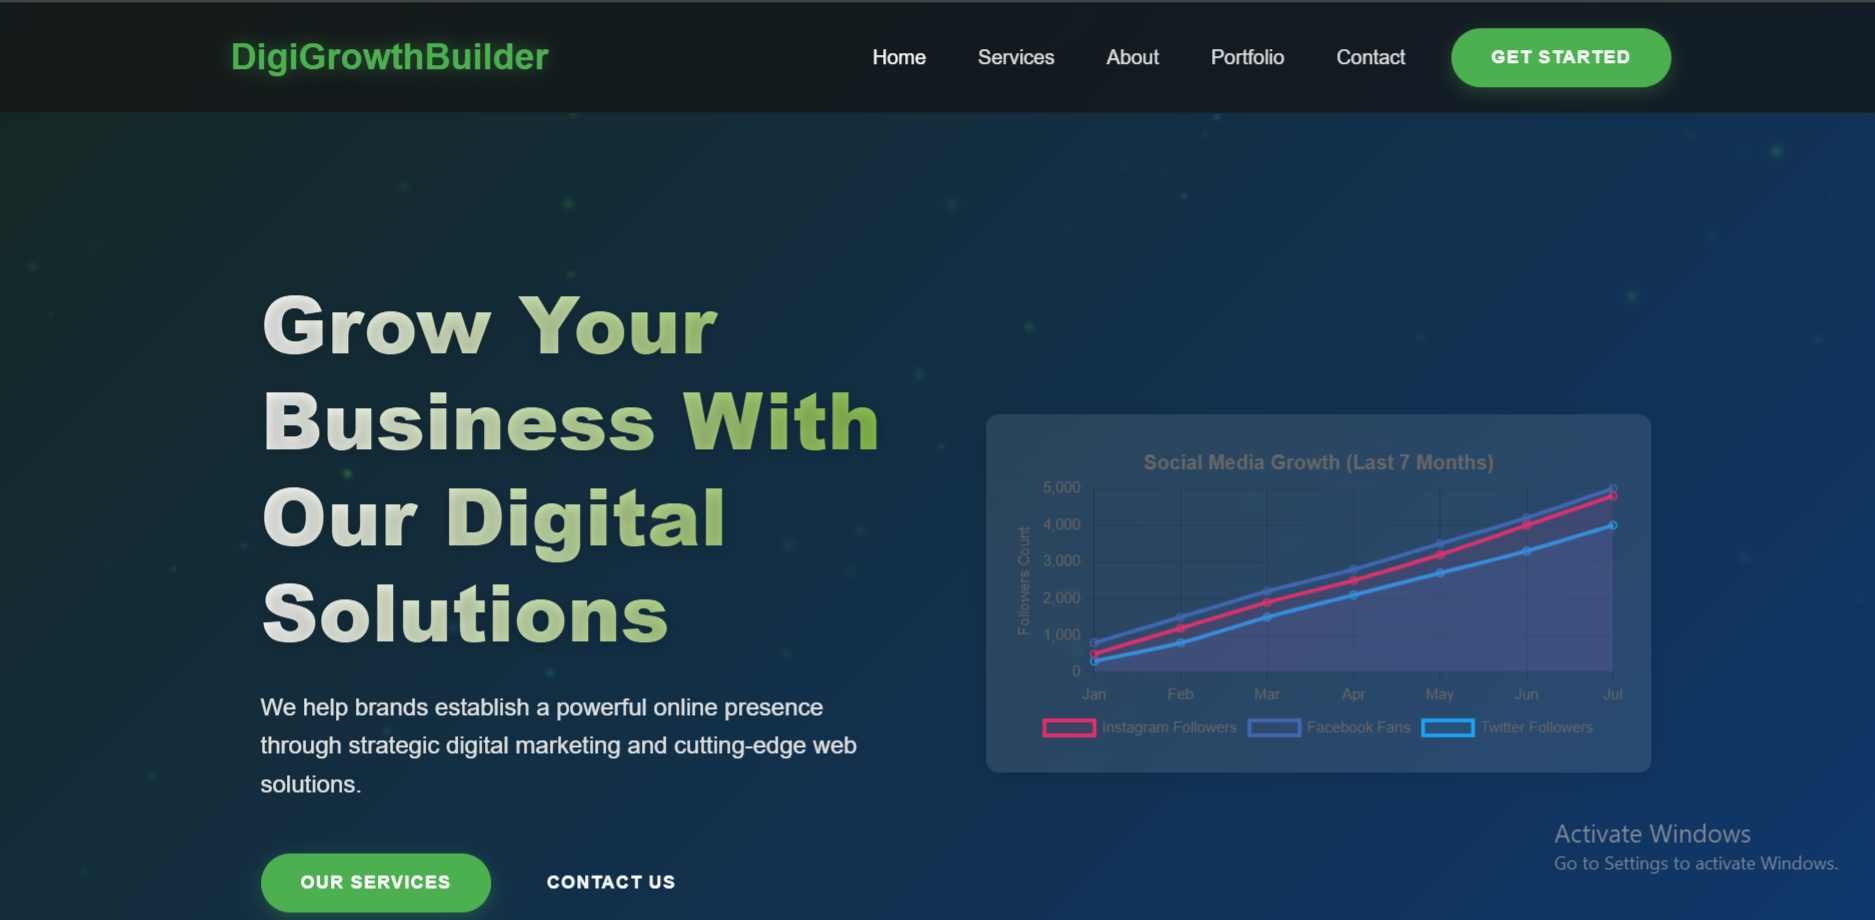 DigiGrowthBuilder
Home
Services
About
Portfolio
Contact
GET STARTED
Grow Your
Business With
Our Digital
Solutions
We help brands establish a powerful online presence
through strategic digital marketing and cutting-edge web
solutions.
OUR SERVICES
CONTACT US
Social Media Growth (Last 7 Months)
Followers Count
5,000
4,000
3,000
2,000
1,000
0
Jan Feb Mar Apr May Jun Jul
Instagram Followers Facebook Fans Twitter Followers
Activate Windows
Go to Settings to activate Windows.